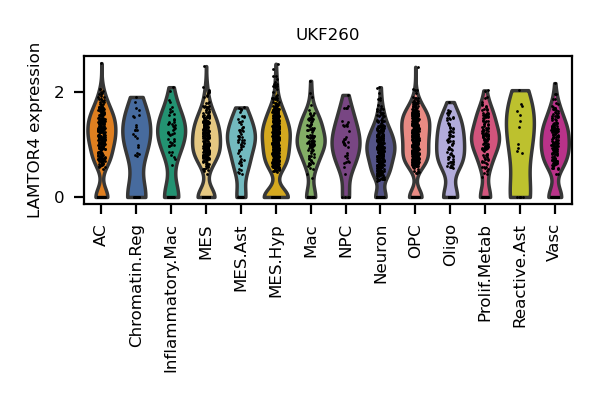 UKF260
LAMTOR4 expression
2
0
AC
Chromatin.Reg
Inflammatory.Mac
MES
MES.Ast
MES.Hyp
Mac
NPC
Neuron
OPC
Oligo
Prolif.Metab
Reactive.Ast
Vasc